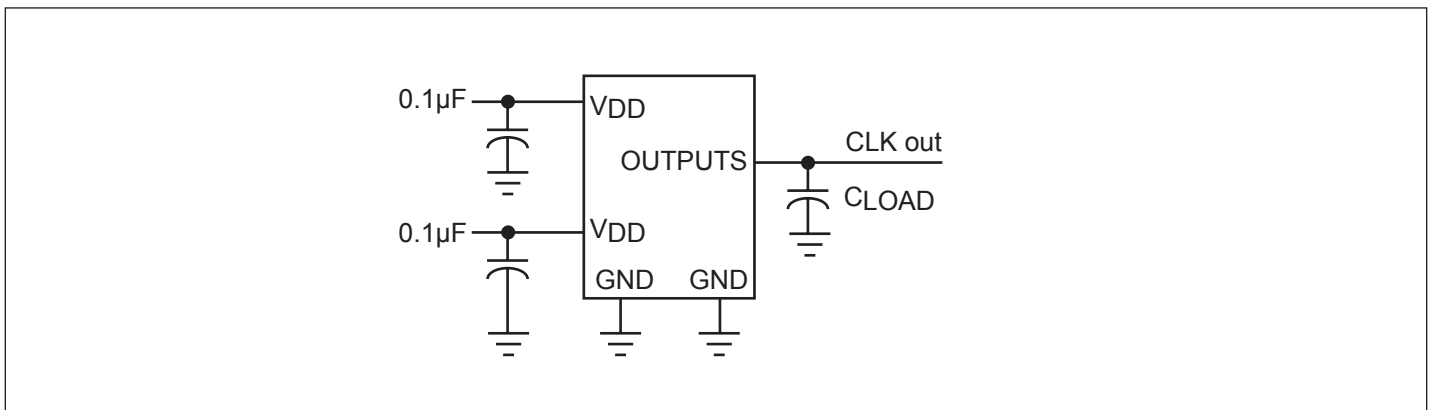 0.1µF
VDD
CLK out
OUTPUTS
CLOAD
0.1µF
VDD
GND GND